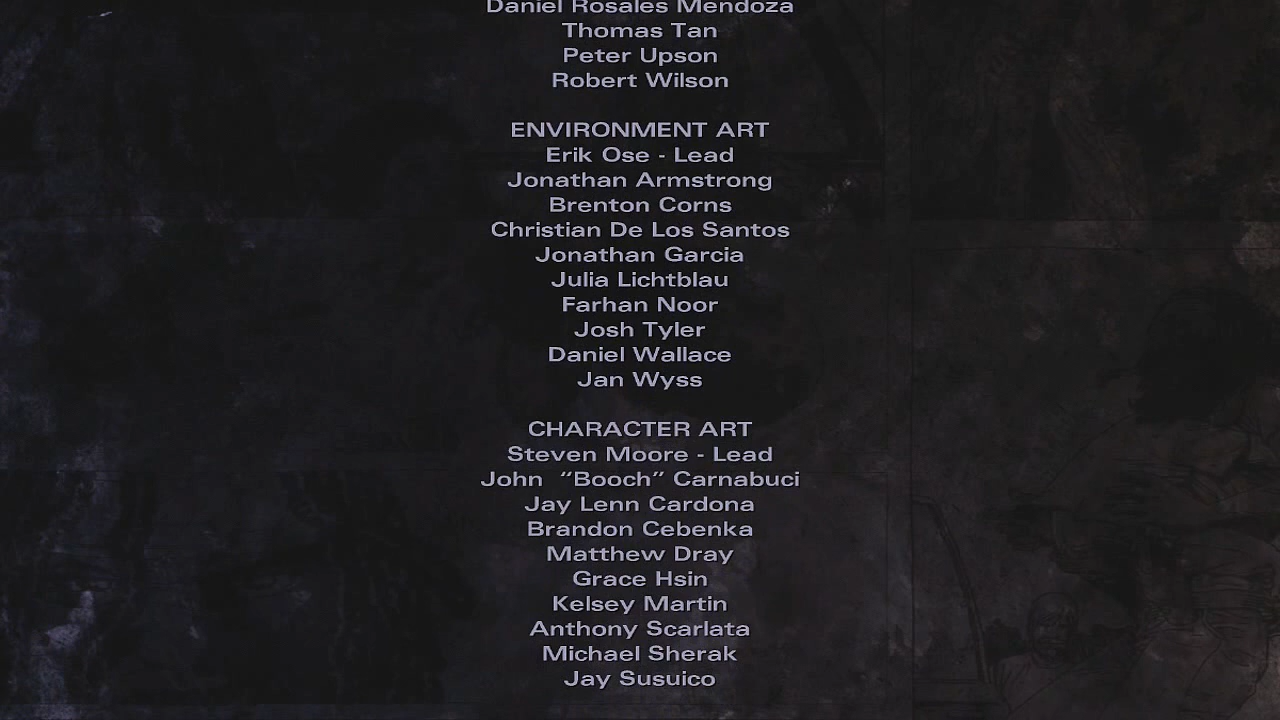 Daniel Rosales Mendoza
Thomas Tan
Peter Upson
Robert Wilson
ENVIRONMENT ART
Erik Ose - Lead
Jonathan Armstrong
Brenton Corns
Christian De Los Santos
Jonathan Garcia
Julia Lichtblau
Farhan Noor
Josh Tyler
Daniel Wallace
Jan Wyss
CHARACTER ART
Steven Moore - Lead
John  “Booch” Carnabuci
Jay Lenn Cardona
Brandon Cebenka
Matthew Dray
Grace Hsin
Kelsey Martin
Anthony Scarlata
Michael Sherak
Jay Susuico